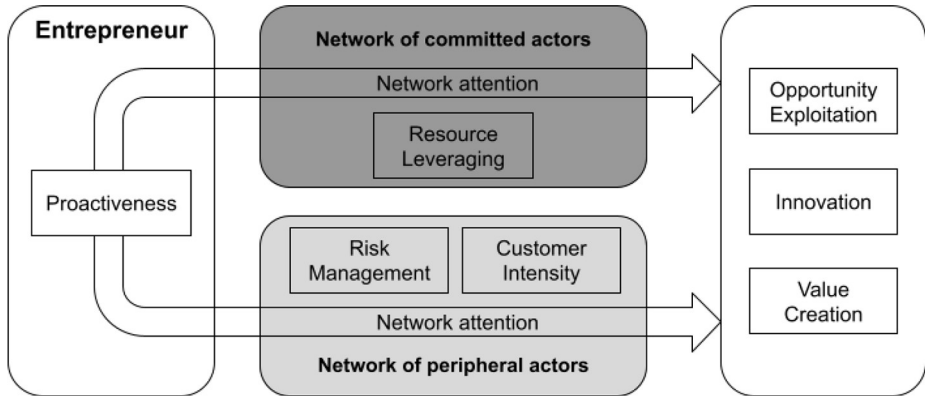 Entrepreneur
Proactiveness
Network of committed actors
Network attention
Resource
Leveraging
Risk
Management
Customer
Intensity
Network attention
Network of peripheral actors
Opportunity
Exploitation
Innovation
Value
Creation